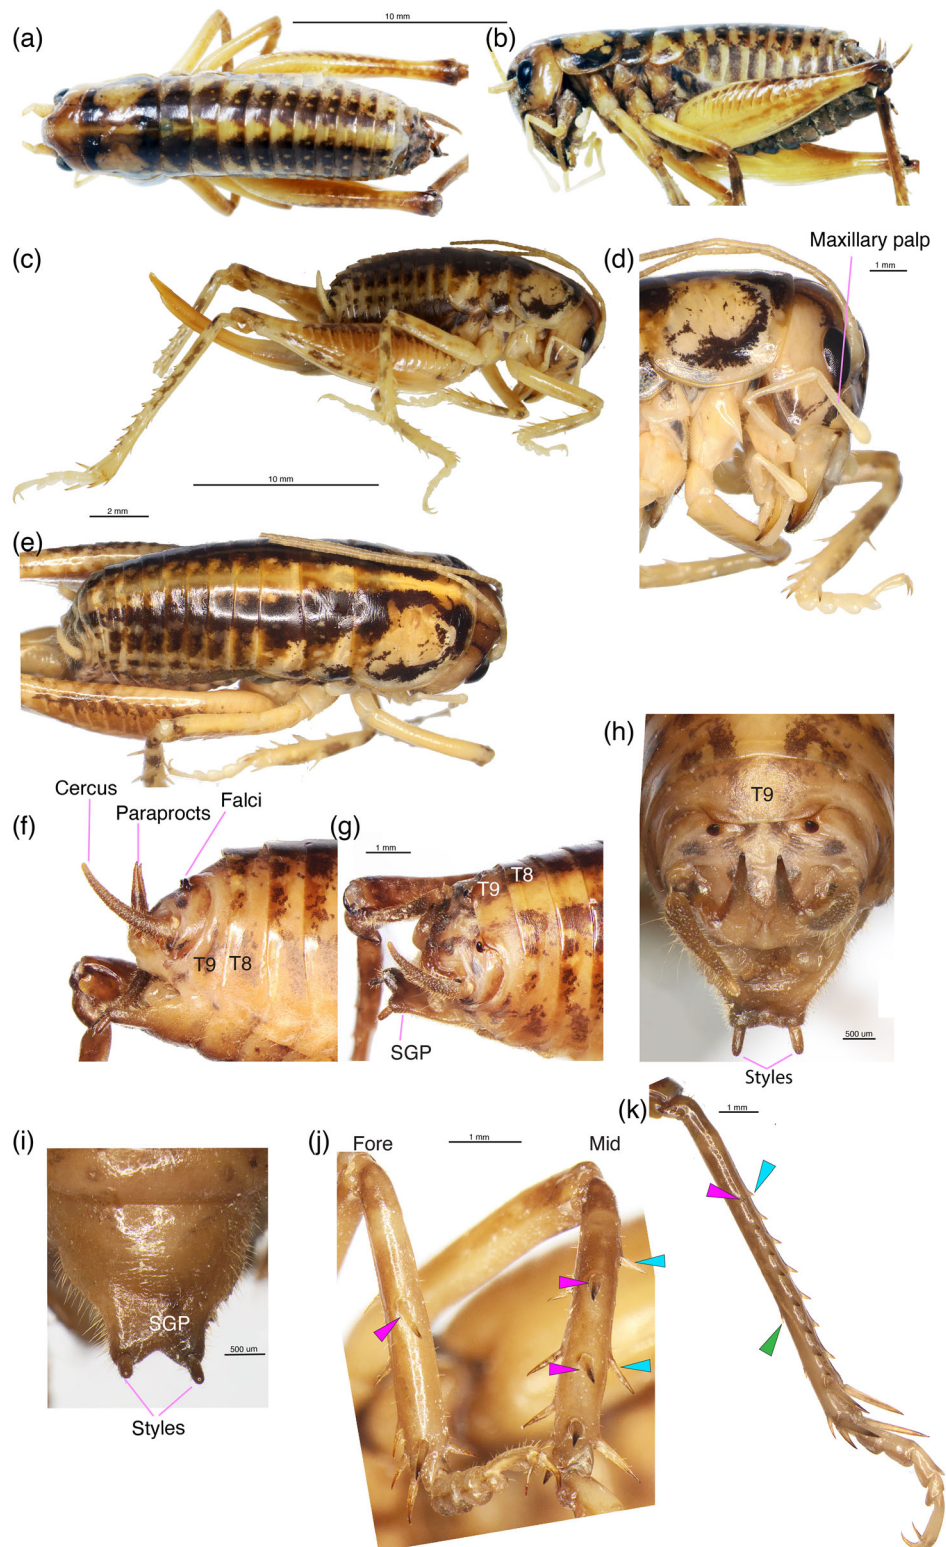 (a)
10 mm
(b)
(c)
10 mm
(d)
Maxillary palp
1 mm
2 mm
(e)
(f)
Cercus
Paraprocts
Falci
T9 T8
(g)
1 mm
T9 T8
SGP
(h)
T9
500 um
Styles
(i)
SGP
500 um
Styles
(j)
Fore
1 mm
Mid
(k)
1 mm